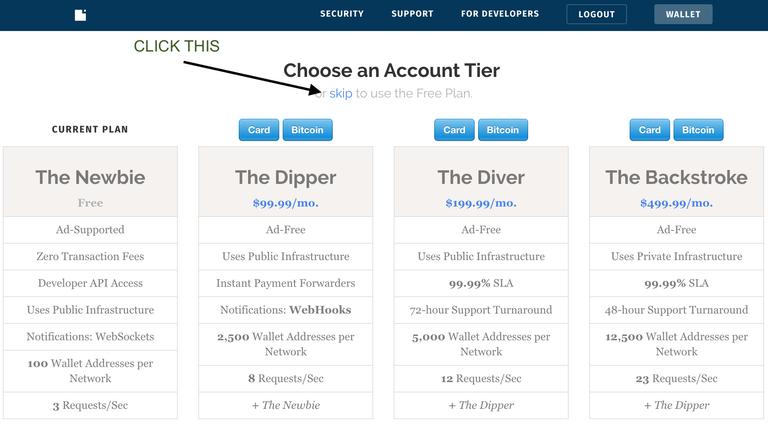 SECURITY SUPPORT FOR DEVELOPERS LOGOUT WALLET
CLICK THIS
Choose an Account Tier
or skip to use the Free Plan.
CURRENT PLAN
The Newbie
Free
Ad-Supported
Zero Transaction Fees
Developer API Access
Uses Public Infrastructure
Notifications: WebSockets
100 Wallet Addresses per
Network
3 Requests/Sec
Card Bitcoin
The Dipper
$99.99/mo.
Ad-Free
Uses Public Infrastructure
Instant Payment Forwarders
Notifications: WebHooks
2,500 Wallet Addresses per
Network
8 Requests/Sec
+ The Newbie
Card Bitcoin
The Diver
$199.99/mo.
Ad-Free
Uses Public Infrastructure
99.99% SLA
72-hour Support Turnaround
5,000 Wallet Addresses per
Network
12 Requests/Sec
+ The Dipper
Card Bitcoin
The Backstroke
$499.99/mo.
Ad-Free
Uses Private Infrastructure
99.99% SLA
48-hour Support Turnaround
12,500 Wallet Addresses per
Network
23 Requests/Sec
+ The Dipper